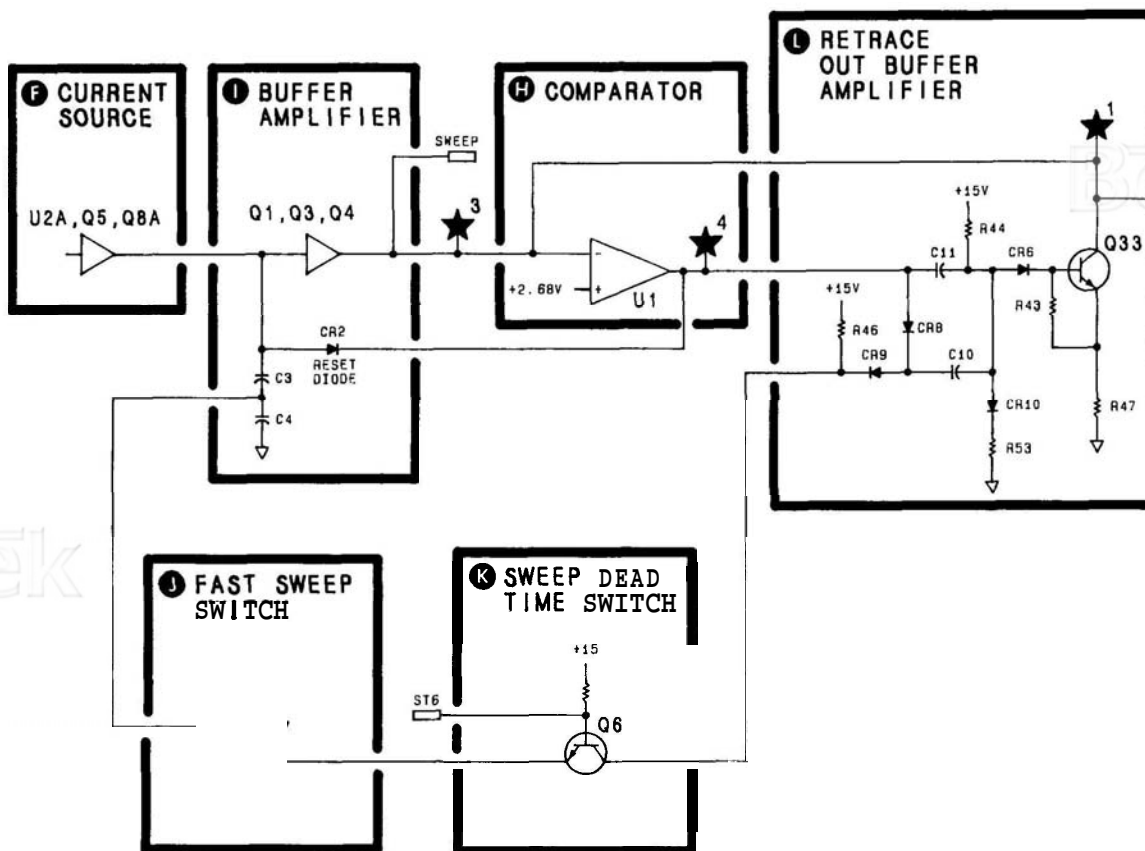 F CURRENT
SOURCE
U2A,Q5,Q8A
I BUFFER
AMPLIFIER
Q1,Q3,Q4
SWEEP
3
CR2
RESET
DIODE
C3
C4
H COMPARATOR
4
-
+2.68V
+
U1
L RETRACE
OUT BUFFER
AMPLIFIER
1
+15V
R44
C11
CR6
Q33
+15V
R43
R46
CR8
CR9
C10
CR10
R47
R53
J FAST SWEEP
SWITCH
K SWEEP DEAD
TIME SWITCH
+15
ST6
Q6